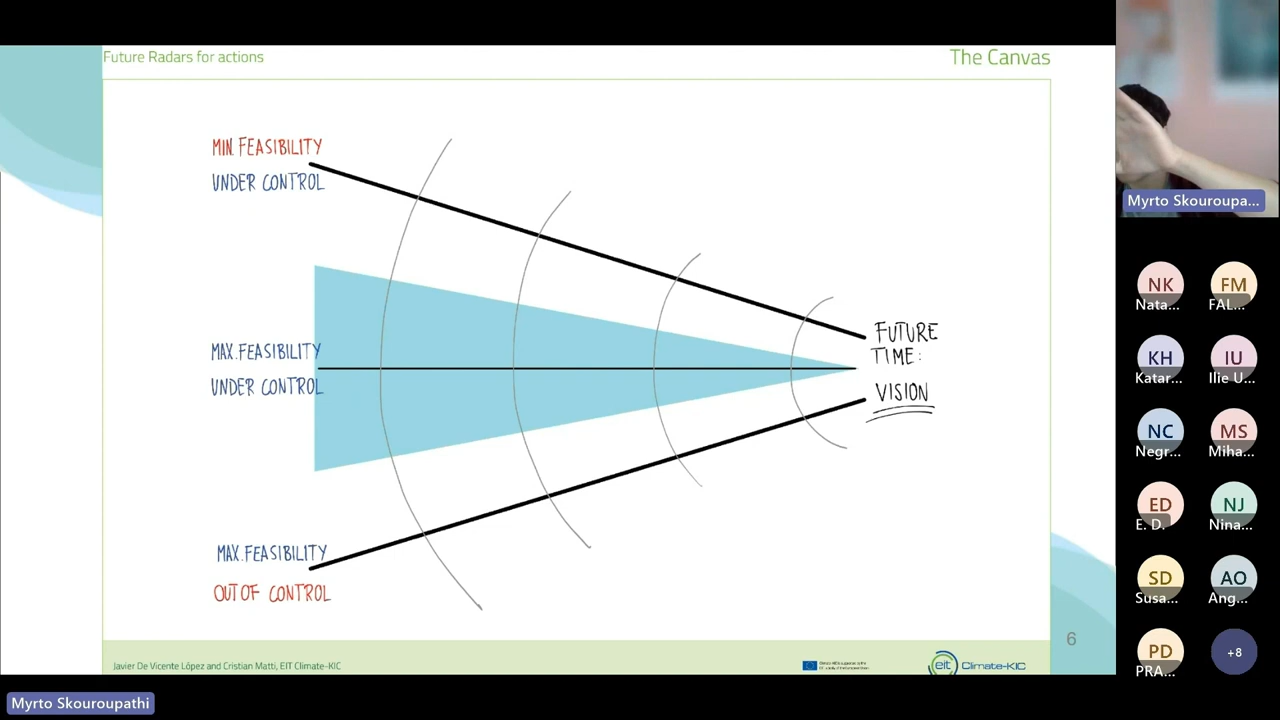 Future Radars for actions
The Canvas
MIN. FEASIBILITY
UNDER CONTROL
MAX. FEASIBILITY
UNDER CONTROL
FUTURE
TIME:
VISION
MAX. FEASIBILITY
OUT OF CONTROL
6
Javier De Vicente López and Cristian Matti, EIT Climate-KIC
eit
Climate-KIC
Myrto Skouroupa...
NK
Nata...
FM
FAL...
KH
Katar...
IU
Ilie U...
NC
Negr...
MS
Miha...
ED
E. D.
NJ
Nina...
SD
Susa...
AO
Ang...
PD
PRA...
+8
Myrto Skouroupathi